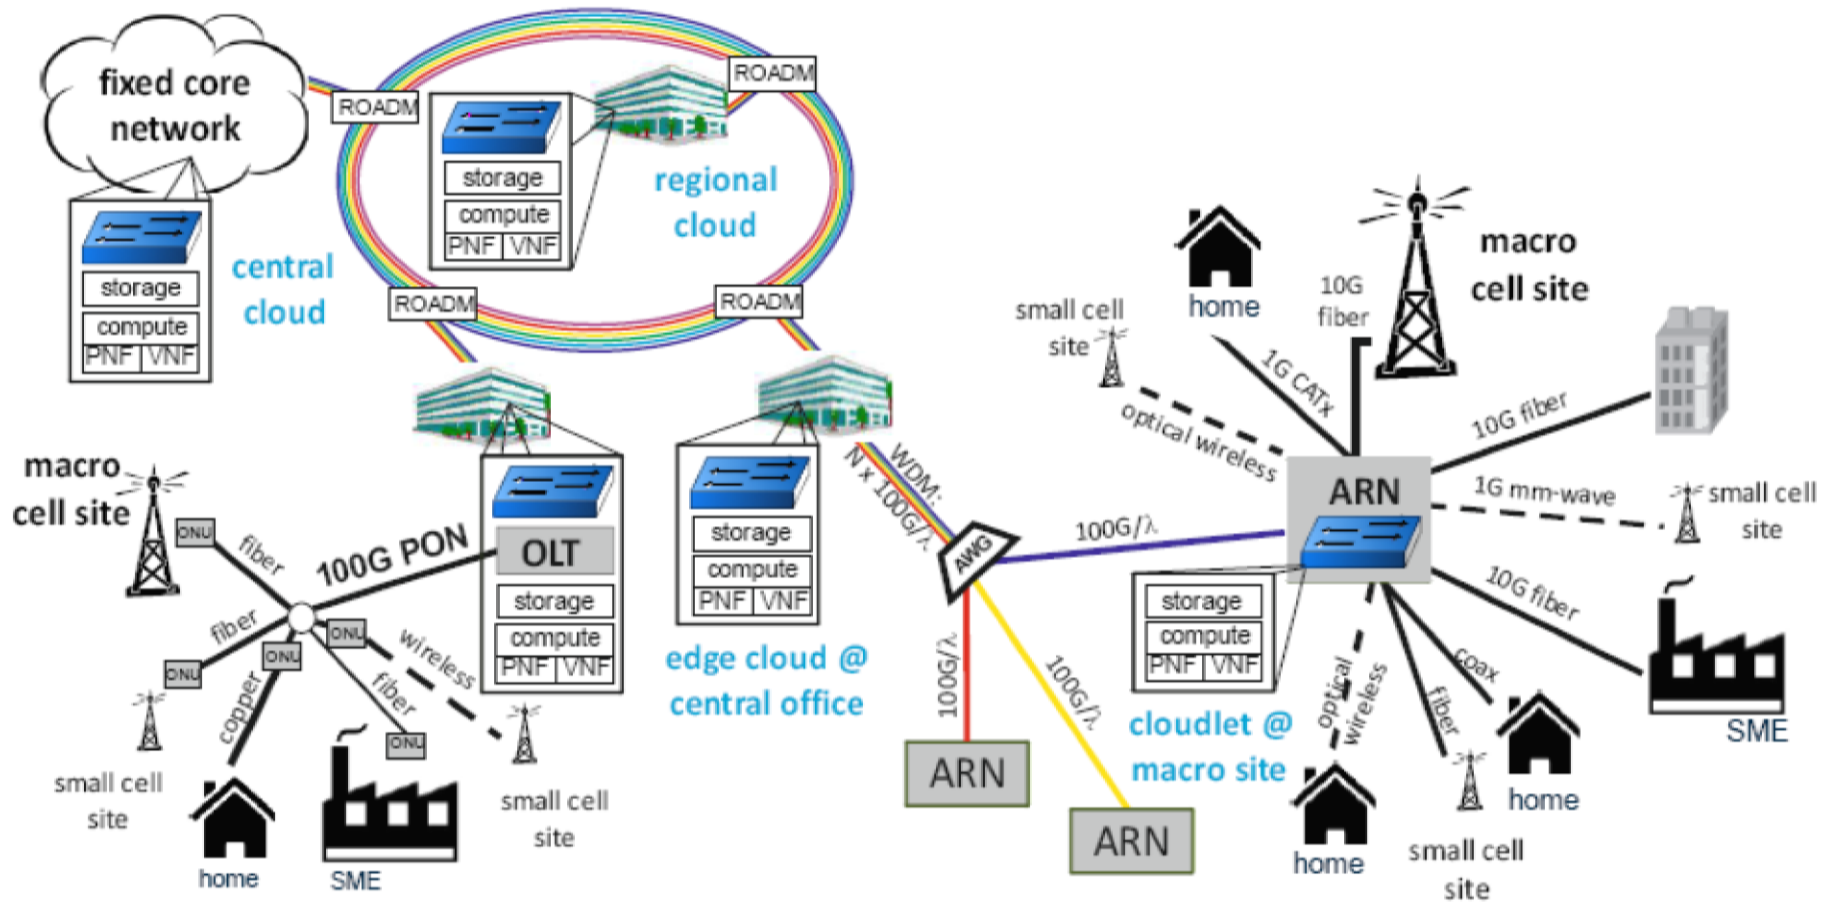 fixed core
network
ROADM
ROADM
storage
compute
PNF VNF
regional
cloud
storage
compute
PNF VNF
central
cloud
ROADM
ROADM
macro
cell site
ONU
fiber
fiber
ONU
small cell
site
copper
ONU
home
100G PON
ONU
wireless
fiber
ONU
SME
small cell
site
OLT
storage
compute
PNF VNF
storage
compute
PNF VNF
edge cloud @
central office
WDM:
N x 100G/λ
AWG
100G/λ
100G/λ
100G/λ
ARN
ARN
ARN
storage
compute
PNF VNF
cloudlet @
macro site
small cell
site
optical wireless
home
1G CATx
10G
fiber
macro
cell site
10G fiber
1G mm-wave
small cell
site
10G fiber
SME
coax
home
fiber
small cell
site
optical
wireless
home